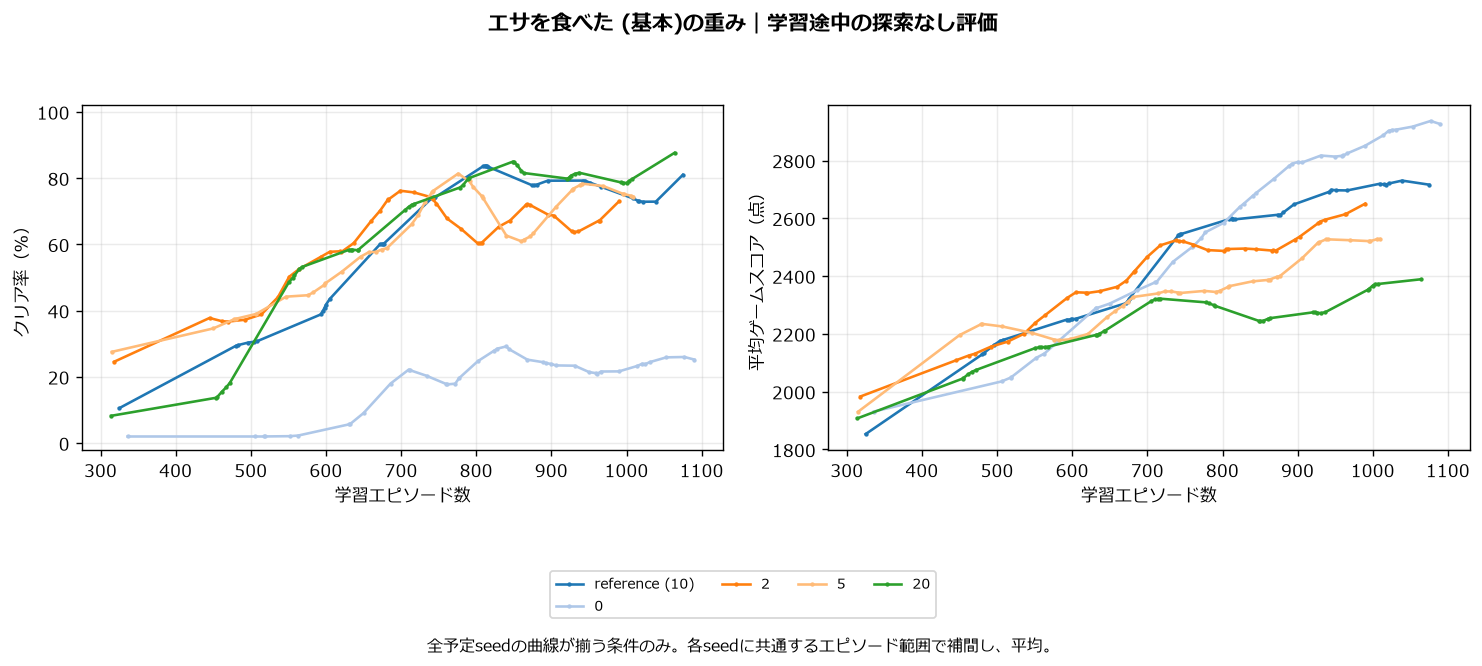 エサを食べた (基本)の重み｜学習途中の探索なし評価
クリア率（%）
100
80
60
40
20
0
300 400 500 600 700 800 900 1000 1100
学習エピソード数
平均ゲームスコア（点）
2800
2600
2400
2200
2000
1800
300 400 500 600 700 800 900 1000 1100
学習エピソード数
reference (10) 2 5 20
0
全予定seedの曲線が揃う条件のみ。各seedに共通するエピソード範囲で補間し、平均。